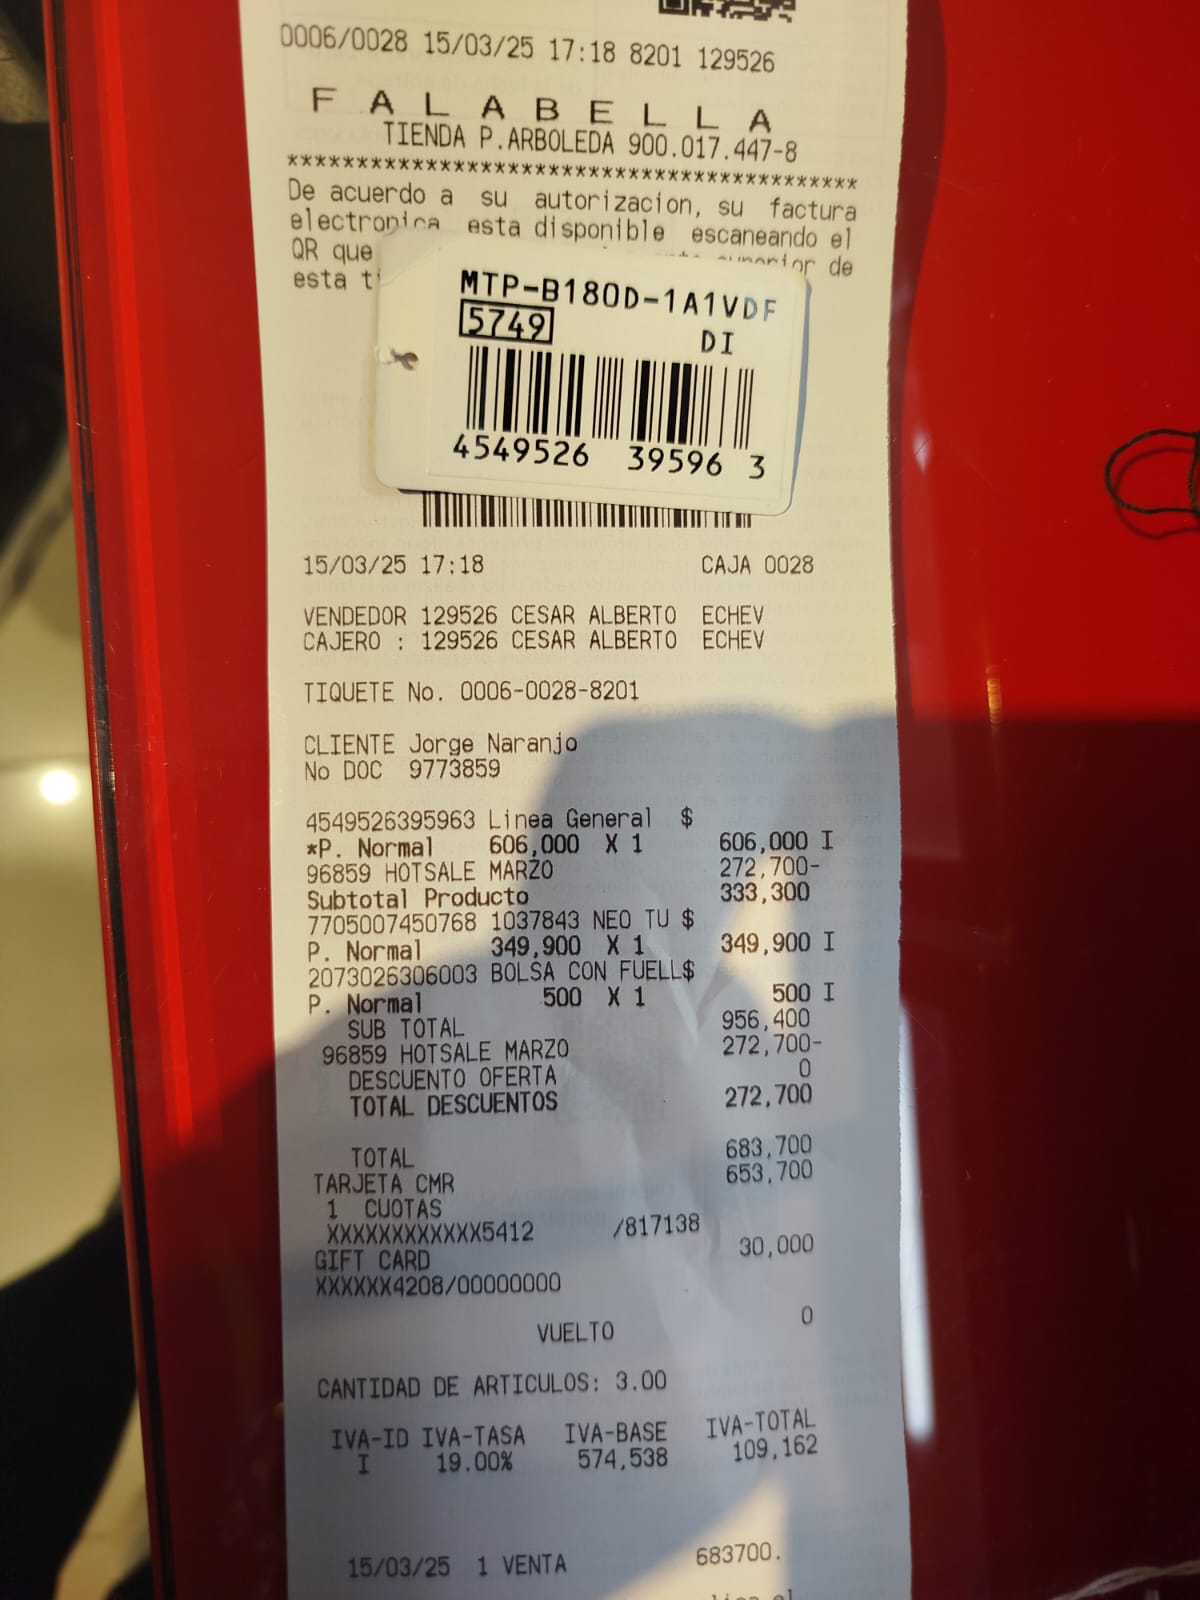 0006/0028 15/03/25 17:18 8201 129526
F A L A B E L L A
TIENDA P.ARBOLEDA 900.017.447-8
******************************************
De acuerdo a su autorizacion, su factura
electronica esta disponible escaneando el
QR que superior de
esta
MTP-B180D-1A1VDF
5749 DI
4549526 39596 3
15/03/25 17:18 CAJA 0028
VENDEDOR 129526 CESAR ALBERTO ECHEV
CAJERO : 129526 CESAR ALBERTO ECHEV
TIQUETE No. 0006-0028-8201
CLIENTE Jorge Naranjo
No DOC 9773859
4549526395963 Linea General $
*P. Normal 606,000 X 1 606,000 I
96859 HOTSALE MARZO 272,700-
Subtotal Producto 333,300
7705007450768 1037843 NEO TU $
P. Normal 349,900 X 1 349,900 I
2073026306003 BOLSA CON FUELL$
P. Normal 500 X 1 500 I
SUB TOTAL 956,400
96859 HOTSALE MARZO 272,700-
DESCUENTO OFERTA 0
TOTAL DESCUENTOS 272,700
TOTAL 683,700
TARJETA CMR 653,700
1 CUOTAS
XXXXXXXXXXXX5412 /817138
GIFT CARD 30,000
XXXXXX4208/00000000
VUELTO 0
CANTIDAD DE ARTICULOS: 3.00
IVA-ID IVA-TASA IVA-BASE IVA-TOTAL
I 19.00% 574,538 109,162
15/03/25 1 VENTA 683700.